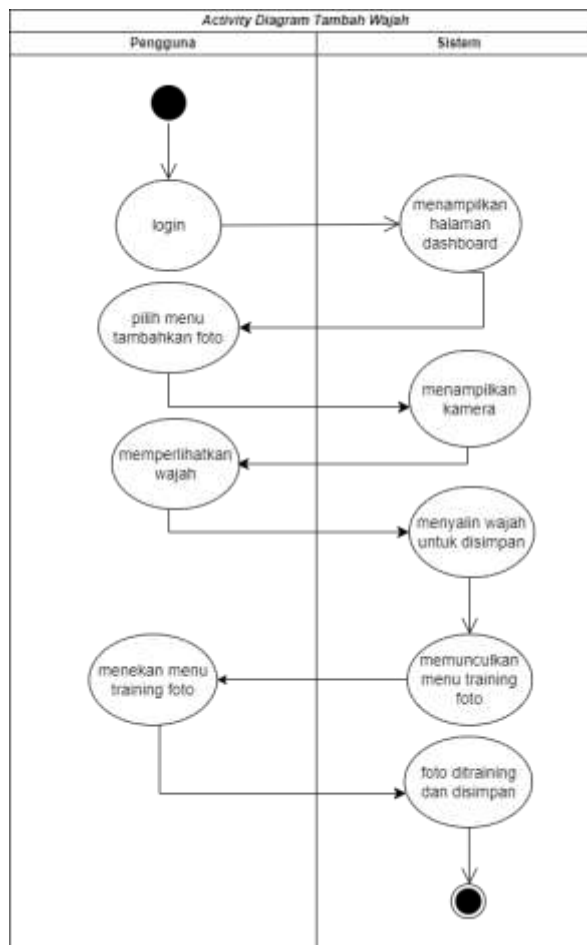 Activity Diagram Tambah Wajah
Pengguna
Sistem
login
menampilkan
halaman
dashboard
pilih menu
tambahkan foto
menampilkan
kamera
memperlihatkan
wajah
menyalin wajah
untuk disimpan
memunculkan
menu training
foto
menekan menu
training foto
foto ditraining
dan disimpan